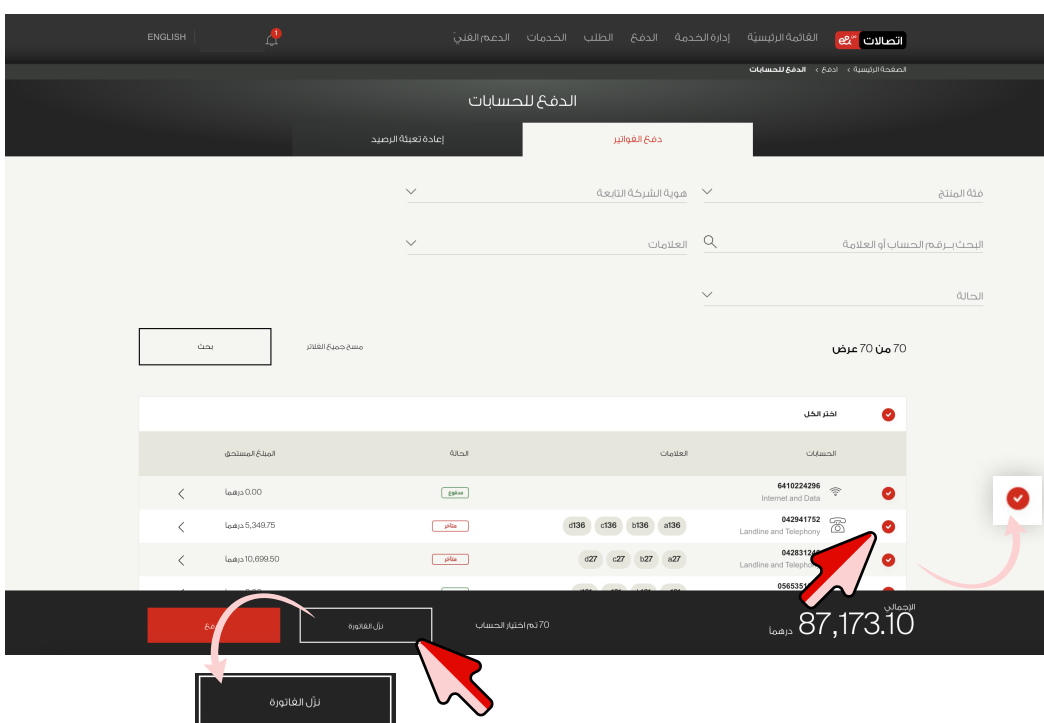 اتصالات من e& القائمة الرئيسيّة إدارة الخدمة الدفع الطلب الخدمات الدعم الفنيّ 1 ENGLISH
الصفحة الرئيسية › ادفع › الدفع للحسابات
الدفع للحسابات
دفع الفواتير إعادة تعبئة الرصيد
فئة المنتج هوية الشركة التابعة
البحث برقم الحساب أو العلامة العلامات
الحالة
70 من 70 عرض مسح جميع الفلاتر بحث
اختر الكل
الحسابات العلامات الحالة المبلغ المستحق
6410224296 مدفوع 0.00 درهماً
Internet and Data
042941752 a136 b136 c136 d136 متأخر 5,349.75 درهماً
Landline and Telephony
a27 b27 c27 d27 متأخر 10,699.50 درهماً
Landline and
الإجمالي
87,173.10 درهماً 70 تم اختيار الحساب نزّل الفاتورة
نزّل الفاتورة